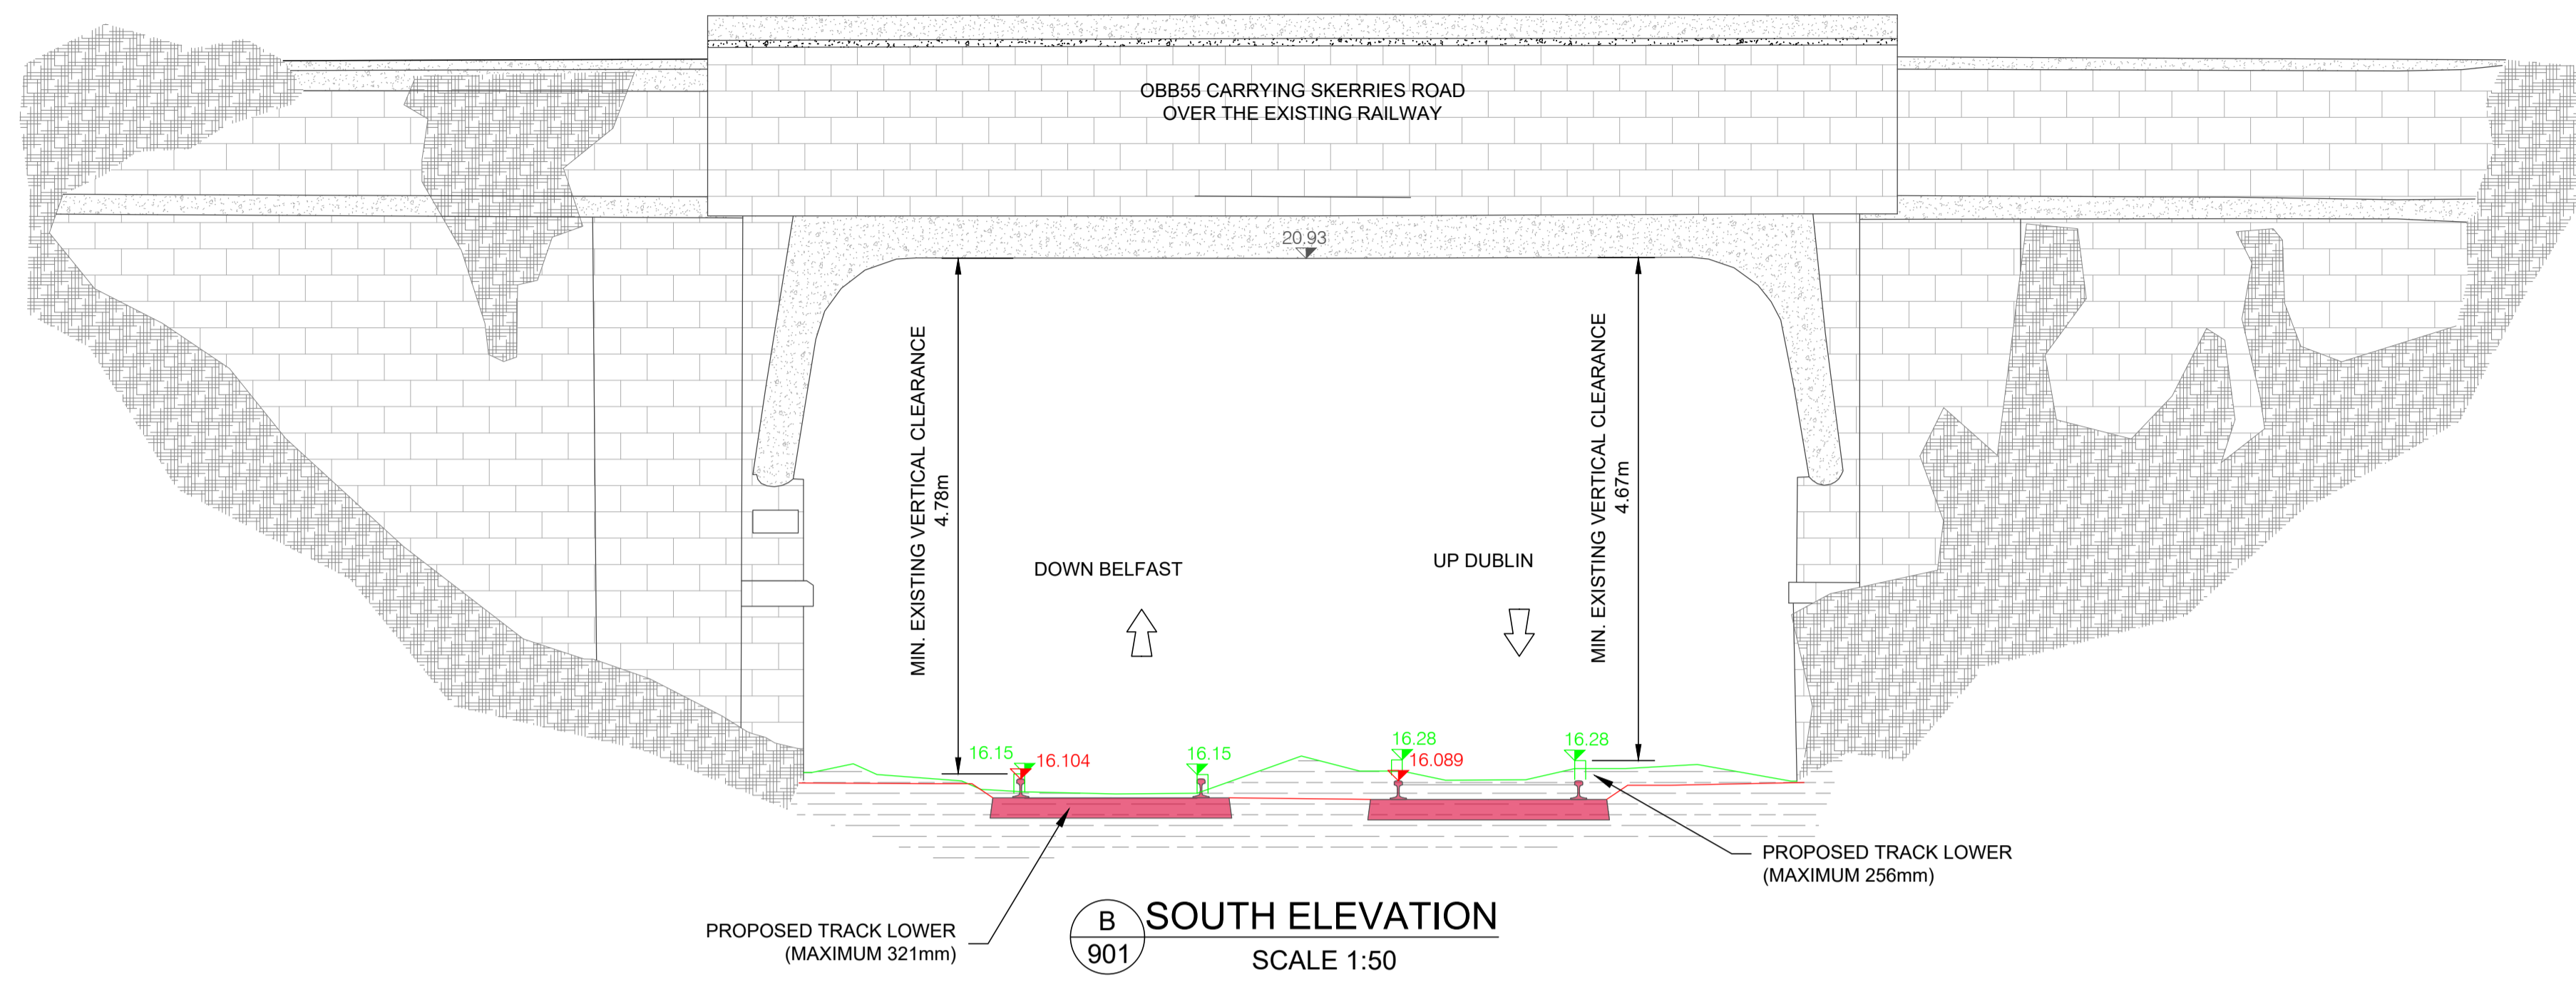 OBB55 CARRYING SKERRIES ROAD
OVER THE EXISTING RAILWAY
20.93
MIN. EXISTING VERTICAL CLEARANCE
4.78m
MIN. EXISTING VERTICAL CLEARANCE
4.67m
DOWN BELFAST
UP DUBLIN
16.15
16.104
16.15
16.28
16.089
16.28
PROPOSED TRACK LOWER
(MAXIMUM 256mm)
PROPOSED TRACK LOWER
(MAXIMUM 321mm)
B
901
SOUTH ELEVATION
SCALE 1:50